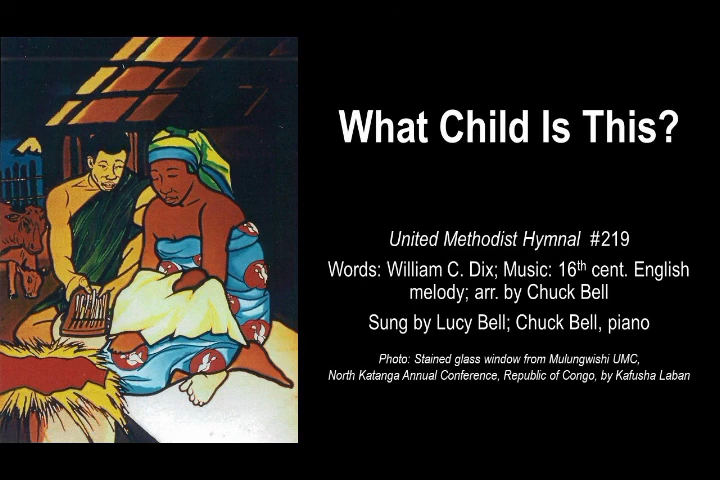 What Child Is This?
United Methodist Hymnal #219
Words: William C. Dix; Music: 16th cent. English
melody; arr. by Chuck Bell
Sung by Lucy Bell; Chuck Bell, piano
Photo: Stained glass window from Mulungwishi UMC,
North Katanga Annual Conference, Republic of Congo, by Kafusha Laban